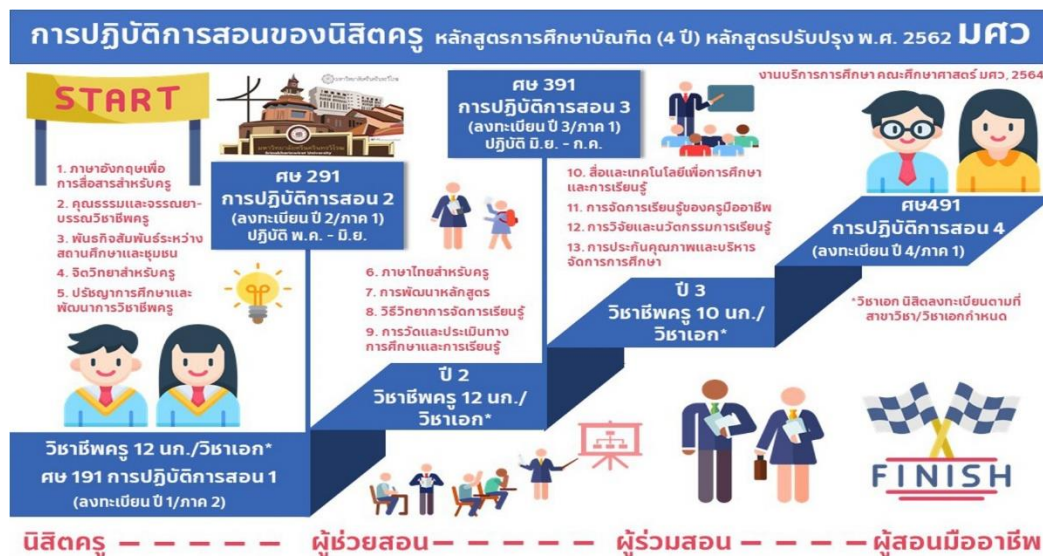 การปฏิบัติการสอนของนิสิตครู หลักสูตรการศึกษาบัณฑิต (4 ปี) หลักสูตรปรับปรุง พ.ศ. 2562 มศว
งานบริการการศึกษา คณะศึกษาศาสตร์ มศว, 2564
START
มหาวิทยาลัยศรีนครินทรวิโรฒ
1. ภาษาอังกฤษเพื่อ
การสื่อสารสำหรับครู
2. คุณธรรมและจรรยา-
บรรณวิชาชีพครู
3. พันธกิจสัมพันธ์ระหว่าง
สถานศึกษาและชุมชน
4. จิตวิทยาสำหรับครู
5. ปรัชญาการศึกษาและ
พัฒนาการวิชาชีพครู
วิชาชีพครู 12 นก./วิชาเอก*
ศษ 191 การปฏิบัติการสอน 1
(ลงทะเบียน ปี 1/ภาค 2)
ศษ 291
การปฏิบัติการสอน 2
(ลงทะเบียน ปี 2/ภาค 1)
ปฏิบัติ พ.ค. - มิ.ย.
6. ภาษาไทยสำหรับครู
7. การพัฒนาหลักสูตร
8. วิธีวิทยาการจัดการเรียนรู้
9. การวัดและประเมินทาง
การศึกษาและการเรียนรู้
ปี 2
วิชาชีพครู 12 นก./
วิชาเอก*
ศษ 391
การปฏิบัติการสอน 3
(ลงทะเบียน ปี 3/ภาค 1)
ปฏิบัติ มิ.ย. - ก.ค.
10. สื่อและเทคโนโลยีเพื่อการศึกษา
และการเรียนรู้
11. การจัดการเรียนรู้ของครูมืออาชีพ
12. การวิจัยและนวัตกรรมการเรียนรู้
13. การประกันคุณภาพและบริหาร
จัดการการศึกษา
ปี 3
วิชาชีพครู 10 นก./
วิชาเอก*
ศษ491
การปฏิบัติการสอน 4
(ลงทะเบียน ปี 4/ภาค 1)
*วิชาเอก นิสิตลงทะเบียนตามที่
สาขาวิชา/วิชาเอกกำหนด
FINISH
นิสิตครู — — — — — ผู้ช่วยสอน — — — — — ผู้ร่วมสอน — — — — — ผู้สอนมืออาชีพ